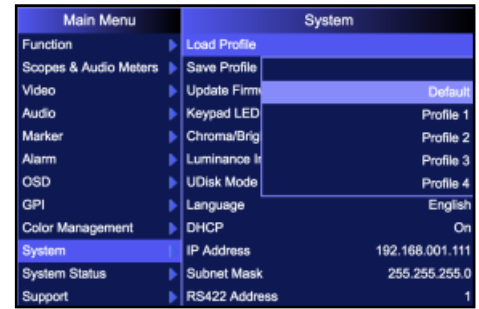 Main Menu
System
Function
Load Profile
Scopes & Audio Meters
Save Profile
Video
Update Firm
Default
Audio
Keypad LED
Profile 1
Marker
Chroma/Brig
Profile 2
Alarm
Luminance
Profile 3
OSD
UDisk Mode
Profile 4
GPI
Language
English
Color Management
DHCP
On
System
IP Address
192.168.001.111
System Status
Subnet Mask
255.255.255.0
Support
RS422 Address
1